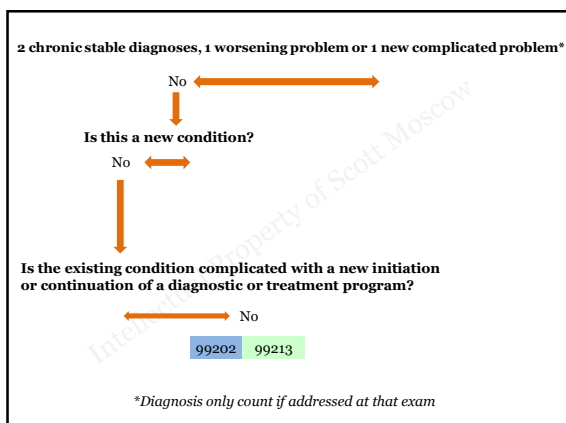 2 chronic stable diagnoses, 1 worsening problem or 1 new complicated problem*
No
Is this a new condition?
No
Is the existing condition complicated with a new initiation
or continuation of a diagnostic or treatment program?
No
99202 99213
*Diagnosis only count if addressed at that exam
Intellectual Property of Scott Moscow